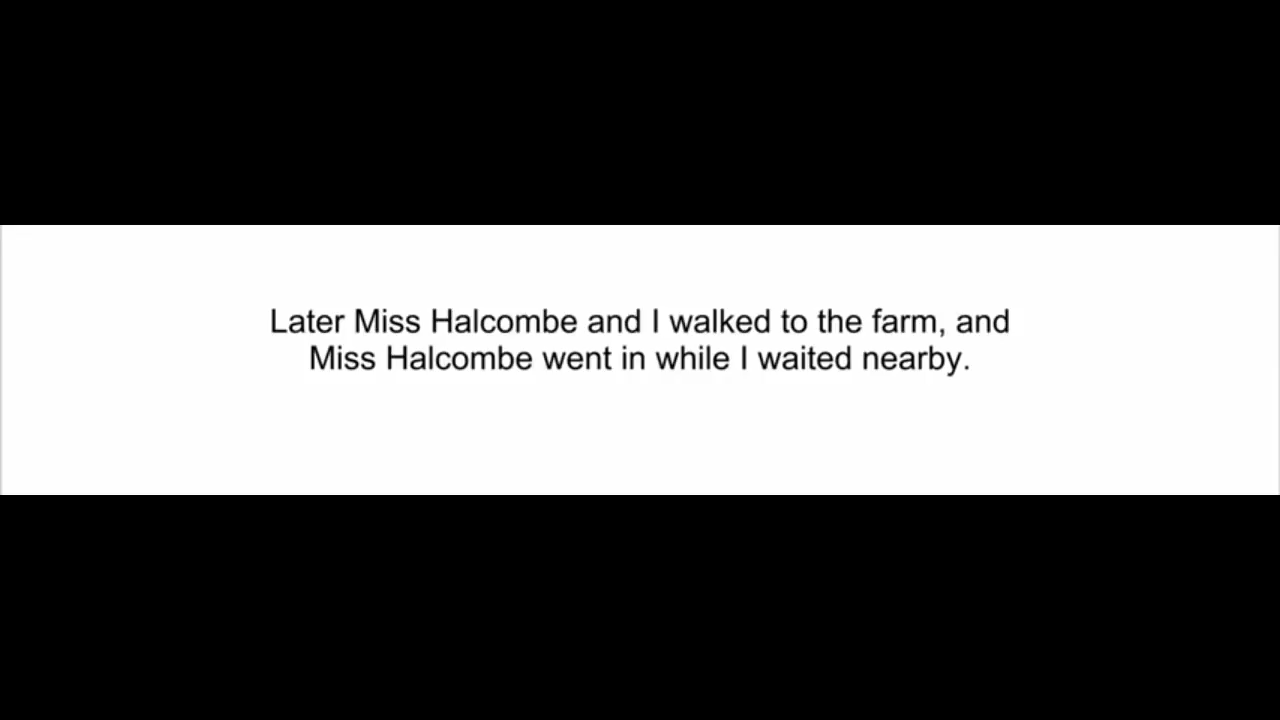 Later Miss Halcombe and I walked to the farm, and
Miss Halcombe went in while I waited nearby.